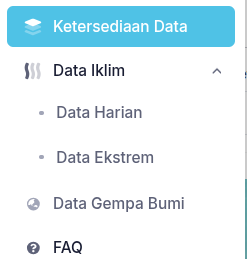 Ketersediaan Data
Data Iklim
Data Harian
Data Ekstrem
Data Gempa Bumi
FAQ